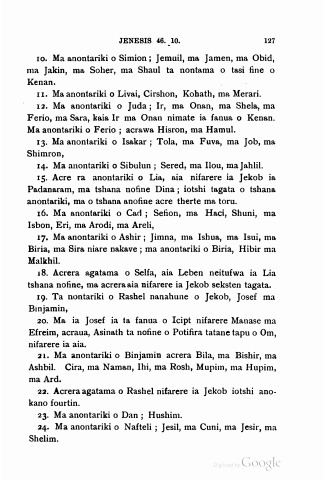 JENESIS 46. 10. 127
10. Ma anontariki o Simion; Jemuil, ma Jamen, ma Obid,
ma Jakin, ma Soher, ma Shaul ta nontama o tasi fine o
Kenan.
11. Ma anontariki o Livai, Cirshon, Kohath, ma Merari.
12. Ma anontariki o Juda; Ir, ma Onan, ma Shela, ma
Ferio, ma Sara, kais Ir ma Onan nimate ia fanua o Kenan.
Ma anontariki o Ferio; acrawa Hisron, ma Hamul.
13. Ma anontariki o Isakar; Tola, ma Fuva, ma Job, ma
Shimron,
14. Ma anontariki o Sibulun; Sered, ma Ilou, ma Jahlil.
15. Acre ra anontariki o Lia, aia nifarere ia Jekob ia
Padanaram, ma tshana nofine Dina; iotshi tagata o tshana
anontariki, ma o tshana anofine acre therte ma toru.
16. Ma anontariki o Cad; Sefion, ma Haci, Shuni, ma
Isbon, Eri, ma Arodi, ma Areli,
17. Ma anontariki o Ashir; Jimna, ma Ishua, ma Isui, ma
Biria, ma Sira niare nakave; ma anontariki o Biria, Hibir ma
Malkhil.
18. Acrera agatama o Selfa, aia Leben neitufwa ia Lia
tshana nofine, ma acrera aia nifarere ia Jekob seksten tagata.
19. Ta nontariki o Rashel nanahune o Jekob, Josef ma
Binjamin,
20. Ma ia Josef ia ta fanua o Icipt nifarere Manase ma
Efreim, acraua, Asinath ta nofine o Potifira tatane tapu o Om,
nifarere ia aia.
21. Ma anontariki o Binjamin acrera Bila, ma Bishir, ma
Ashbil. Cira, ma Naman, Ihi, ma Rosh, Mupim, ma Hupim,
ma Ard.
22. Acrera agatama o Rashel nifarere ia Jekob iotshi ano-
kano fourtin.
23. Ma anontariki o Dan; Hushim.
24. Ma anontariki o Nafteli; Jesil, ma Cuni, ma Jesir, ma
Shelim.
Digitized by Google